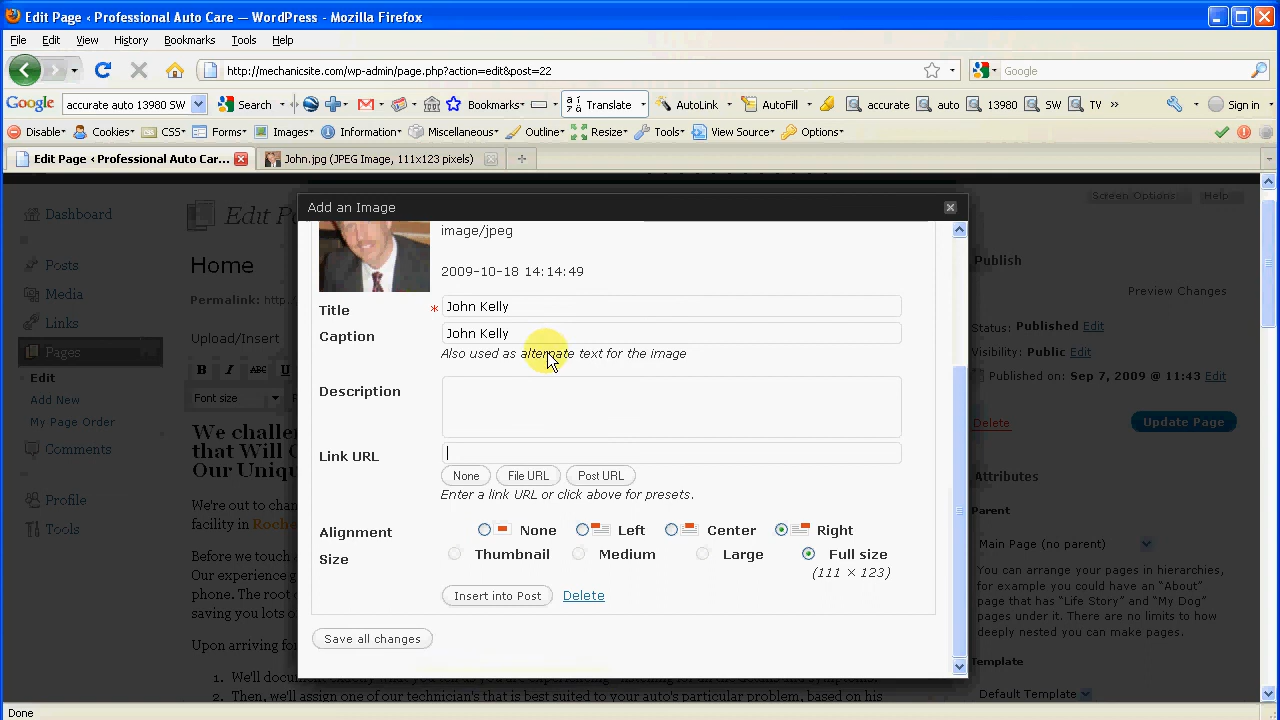 Edit Page ‹ Professional Auto Care — WordPress - Mozilla Firefox
File Edit View History Bookmarks Tools Help
http://mechanicsite.com/wp-admin/page.php?action=edit&post=22
Google
Google accurate auto 13980 SW Search Bookmarks Translate AutoLink AutoFill accurate auto 13980 SW TV » Sign in
Disable Cookies CSS Forms Images Information Miscellaneous Outline Resize Tools View Source Options
Edit Page ‹ Professional Auto Car... John.jpg (JPEG Image, 111x123 pixels)
Screen Options Help
Dashboard
Posts
Media
Links
Pages
Edit
Add New
My Page Order
Comments
Profile
Tools
Edit
Home
Permalink: http:
Upload/Insert
B I ABC
Font size
We challen
that Will
Our Uniqu
We're out to chan
facility in
Before we touch
Our experience g
phone. The root
saving you lots o
Upon arriving for
1. We'll document
2. Then, we'll assign one of our technician's that is best suited to your auto's particular problem, based on his
Add an Image
image/jpeg
2009-10-18 14:14:49
Title * John Kelly
Caption John Kelly
Also used as alternate text for the image
Description
Link URL
None File URL Post URL
Enter a link URL or click above for presets.
Alignment None Left Center Right
Size Thumbnail Medium Large Full size
(111 × 123)
Insert into Post Delete
Save all changes
Publish
Preview Changes
Status: Published Edit
Visibility: Public Edit
Published on: Sep 7, 2009 @ 11:43 Edit
Delete Update Page
Attributes
Parent
Main Page (no parent)
You can arrange your pages in hierarchies,
for example you could have an "About"
page that has "Life Story" and "My Dog"
pages under it. There are no limits to how
deeply nested you can make pages.
Template
Default Template
Done